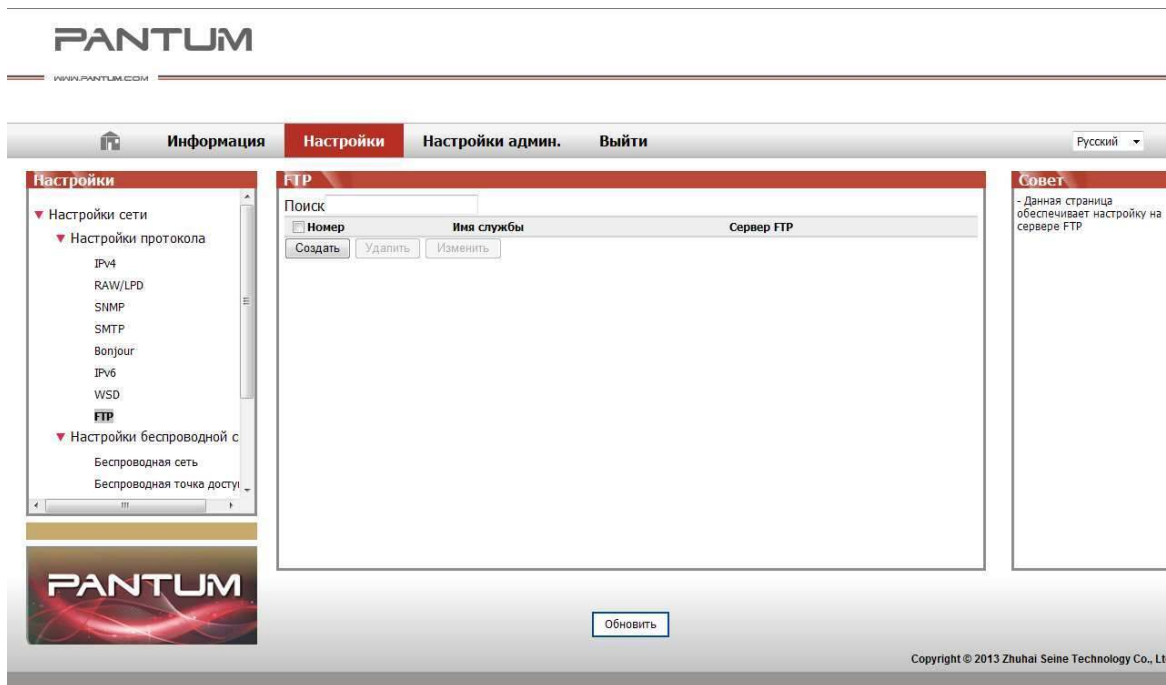 PANTUM
WWW.PANTUM.COM
Информация
Настройки
Настройки админ.
Выйти
Русский
Настройки
Настройки сети
Настройки протокола
IPv4
RAW/LPD
SNMP
SMTP
Bonjour
IPv6
WSD
FTP
Настройки беспроводной с
Беспроводная сеть
Беспроводная точка досту
PANTUM
FTP
Поиск
Номер Имя службы Сервер FTP
Создать Удалить Изменить
Совет
- Данная страница
обеспечивает настройку на
сервере FTP
Обновить
Copyright © 2013 Zhuhai Seine Technology Co., Lt